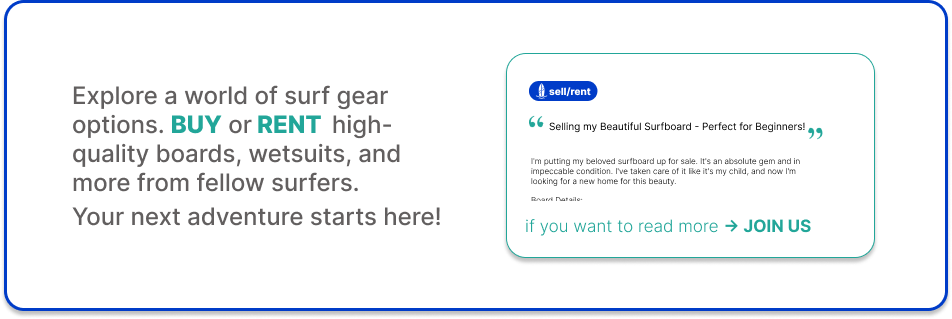 Explore a world of surf gear
options. BUY or RENT high-
quality boards, wetsuits, and
more from fellow surfers.
Your next adventure starts here!
sell/rent
“ Selling my Beautiful Surfboard - Perfect for Beginners! ”
I'm putting my beloved surfboard up for sale. It's an absolute gem and in
impeccable condition. I've taken care of it like it's my child, and now I'm
looking for a new home for this beauty.
Board Details:
if you want to read more → JOIN US